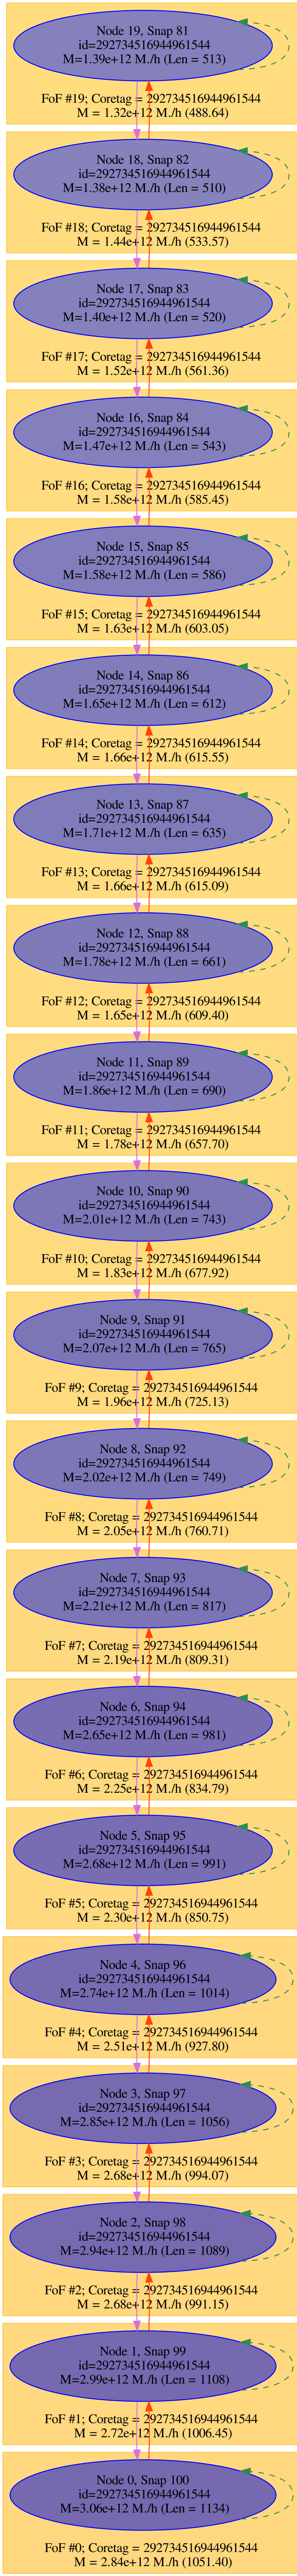 Node 19, Snap 81
id=292734516944961544
M=1.39e+12 M./h (Len = 513)
FoF #19; Coretag = 292734516944961544
M = 1.32e+12 M./h (488.64)
Node 18, Snap 82
id=292734516944961544
M=1.38e+12 M./h (Len = 510)
FoF #18; Coretag = 292734516944961544
M = 1.44e+12 M./h (533.57)
Node 17, Snap 83
id=292734516944961544
M=1.40e+12 M./h (Len = 520)
FoF #17; Coretag = 292734516944961544
M = 1.52e+12 M./h (561.36)
Node 16, Snap 84
id=292734516944961544
M=1.47e+12 M./h (Len = 543)
FoF #16; Coretag = 292734516944961544
M = 1.58e+12 M./h (585.45)
Node 15, Snap 85
id=292734516944961544
M=1.58e+12 M./h (Len = 586)
FoF #15; Coretag = 292734516944961544
M = 1.63e+12 M./h (603.05)
Node 14, Snap 86
id=292734516944961544
M=1.65e+12 M./h (Len = 612)
FoF #14; Coretag = 292734516944961544
M = 1.66e+12 M./h (615.55)
Node 13, Snap 87
id=292734516944961544
M=1.71e+12 M./h (Len = 635)
FoF #13; Coretag = 292734516944961544
M = 1.66e+12 M./h (615.09)
Node 12, Snap 88
id=292734516944961544
M=1.78e+12 M./h (Len = 661)
FoF #12; Coretag = 292734516944961544
M = 1.65e+12 M./h (609.40)
Node 11, Snap 89
id=292734516944961544
M=1.86e+12 M./h (Len = 690)
FoF #11; Coretag = 292734516944961544
M = 1.78e+12 M./h (657.70)
Node 10, Snap 90
id=292734516944961544
M=2.01e+12 M./h (Len = 743)
FoF #10; Coretag = 292734516944961544
M = 1.83e+12 M./h (677.92)
Node 9, Snap 91
id=292734516944961544
M=2.07e+12 M./h (Len = 765)
FoF #9; Coretag = 292734516944961544
M = 1.96e+12 M./h (725.13)
Node 8, Snap 92
id=292734516944961544
M=2.02e+12 M./h (Len = 749)
FoF #8; Coretag = 292734516944961544
M = 2.05e+12 M./h (760.71)
Node 7, Snap 93
id=292734516944961544
M=2.21e+12 M./h (Len = 817)
FoF #7; Coretag = 292734516944961544
M = 2.19e+12 M./h (809.31)
Node 6, Snap 94
id=292734516944961544
M=2.65e+12 M./h (Len = 981)
FoF #6; Coretag = 292734516944961544
M = 2.25e+12 M./h (834.79)
Node 5, Snap 95
id=292734516944961544
M=2.68e+12 M./h (Len = 991)
FoF #5; Coretag = 292734516944961544
M = 2.30e+12 M./h (850.75)
Node 4, Snap 96
id=292734516944961544
M=2.74e+12 M./h (Len = 1014)
FoF #4; Coretag = 292734516944961544
M = 2.51e+12 M./h (927.80)
Node 3, Snap 97
id=292734516944961544
M=2.85e+12 M./h (Len = 1056)
FoF #3; Coretag = 292734516944961544
M = 2.68e+12 M./h (994.07)
Node 2, Snap 98
id=292734516944961544
M=2.94e+12 M./h (Len = 1089)
FoF #2; Coretag = 292734516944961544
M = 2.68e+12 M./h (991.15)
Node 1, Snap 99
id=292734516944961544
M=2.99e+12 M./h (Len = 1108)
FoF #1; Coretag = 292734516944961544
M = 2.72e+12 M./h (1006.45)
Node 0, Snap 100
id=292734516944961544
M=3.06e+12 M./h (Len = 1134)
FoF #0; Coretag = 292734516944961544
M = 2.84e+12 M./h (1051.40)